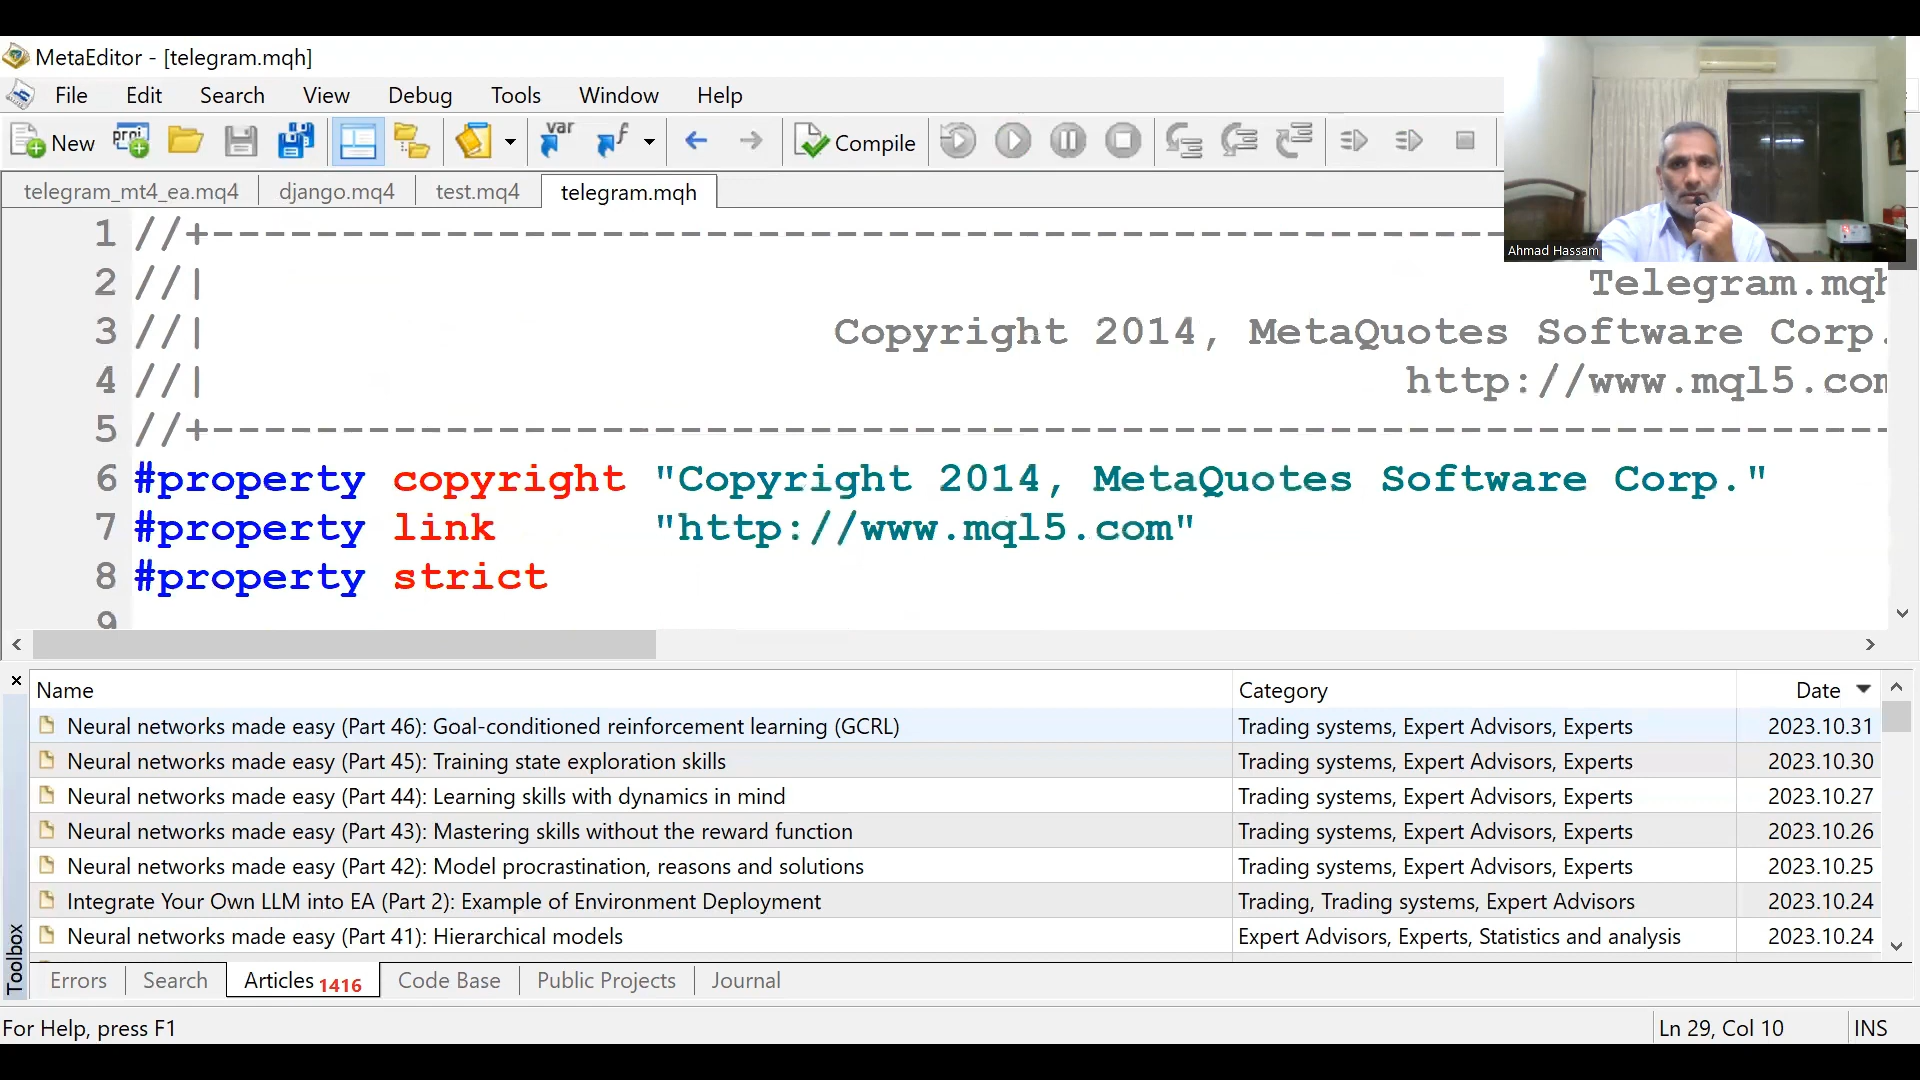 MetaEditor - [telegram.mqh]
File Edit Search View Debug Tools Window Help
New proj var f Compile
telegram_mt4_ea.mq4 django.mq4 test.mq4 telegram.mqh
Ahmad Hassam
1 //+------------------------------------------------------------------
2 //| Telegram.mqh
3 //| Copyright 2014, MetaQuotes Software Corp.
4 //| http://www.mql5.com
5 //+------------------------------------------------------------------
6 #property copyright "Copyright 2014, MetaQuotes Software Corp."
7 #property link "http://www.mql5.com"
8 #property strict
9
Name Category Date
Neural networks made easy (Part 46): Goal-conditioned reinforcement learning (GCRL) Trading systems, Expert Advisors, Experts 2023.10.31
Neural networks made easy (Part 45): Training state exploration skills Trading systems, Expert Advisors, Experts 2023.10.30
Neural networks made easy (Part 44): Learning skills with dynamics in mind Trading systems, Expert Advisors, Experts 2023.10.27
Neural networks made easy (Part 43): Mastering skills without the reward function Trading systems, Expert Advisors, Experts 2023.10.26
Neural networks made easy (Part 42): Model procrastination, reasons and solutions Trading systems, Expert Advisors, Experts 2023.10.25
Integrate Your Own LLM into EA (Part 2): Example of Environment Deployment Trading, Trading systems, Expert Advisors 2023.10.24
Neural networks made easy (Part 41): Hierarchical models Expert Advisors, Experts, Statistics and analysis 2023.10.24
Toolbox
Errors Search Articles 1416 Code Base Public Projects Journal
For Help, press F1 Ln 29, Col 10 INS